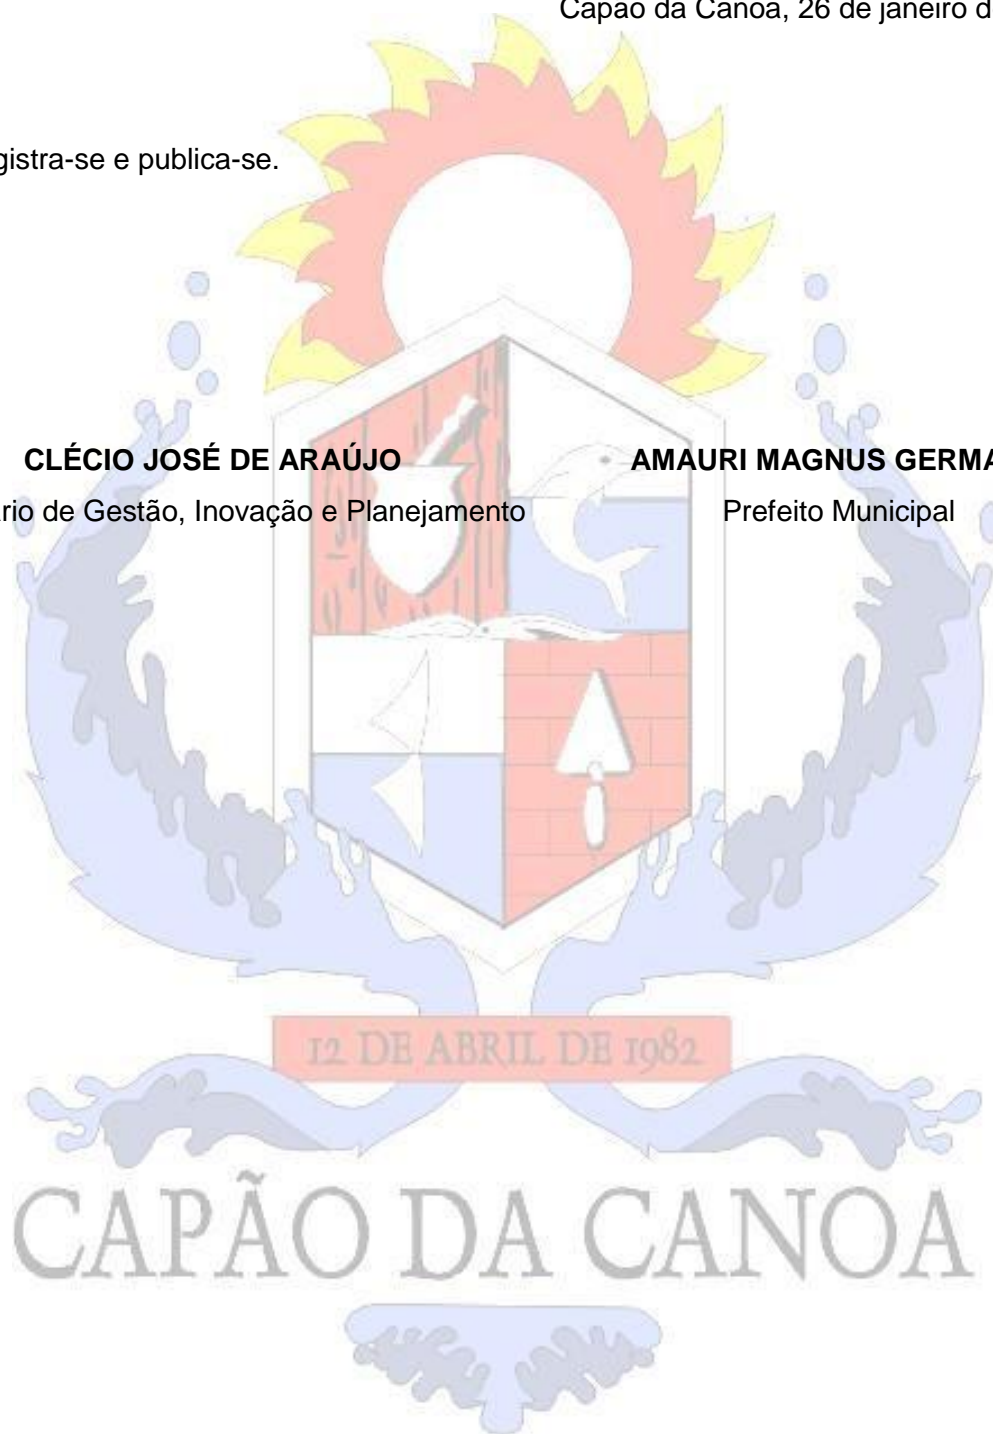 Capão da Canoa, 26 de janeiro d
gistra-se e publica-se.
CLÉCIO JOSÉ DE ARAÚJO
AMAURI MAGNUS GERMA
rio de Gestão, Inovação e Planejamento
Prefeito Municipal
12 DE ABRIL DE 1982
CAPÃO DA CANOA